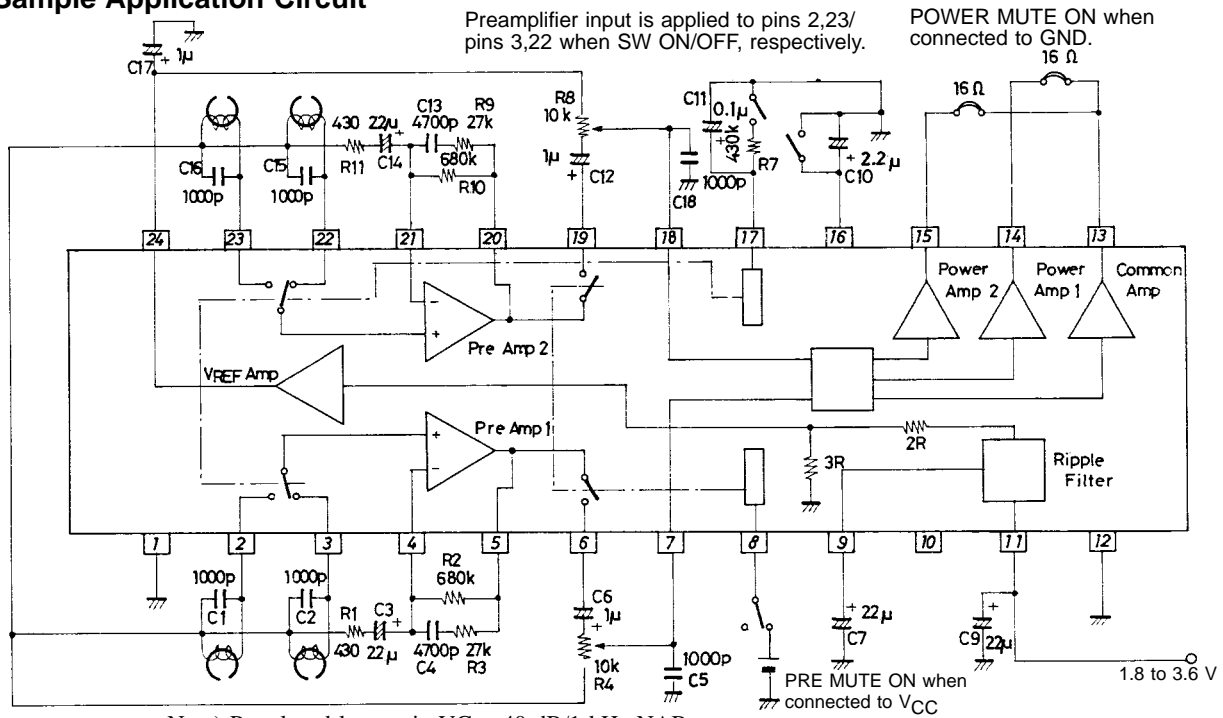 Sample Application Circuit
Preamplifier input is applied to pins 2,23/
pins 3,22 when SW ON/OFF, respectively.
POWER MUTE ON when
connected to GND.
C17
+ 1μ
16 Ω
16 Ω
C16
1000p
C15
1000p
430
R11
22μ
+
C14
C13
4700p
R9
27k
680k
R10
R8
10 k
1μ
+
C12
C18
1000p
C11
0.1μ
+
430k
R7
+ 2.2μ
C10
24
23
22
21
20
19
18
17
16
15
14
13
Power
Amp 2
Power
Amp 1
Common
Amp
−
+
Pre Amp 2
VREF Amp
Pre Amp 1
+
−
2R
3R
Ripple
Filter
1
2
3
4
5
6
7
8
9
10
11
12
1000p
C1
1000p
C2
R1
430
C3
+
22μ
R2
680k
4700p
C4
27k
R3
C6
1μ
+
10k
R4
1000p
C5
+ 22μ
C7
+
C9
22μ
PRE MUTE ON when
connected to VCC
1.8 to 3.6 V